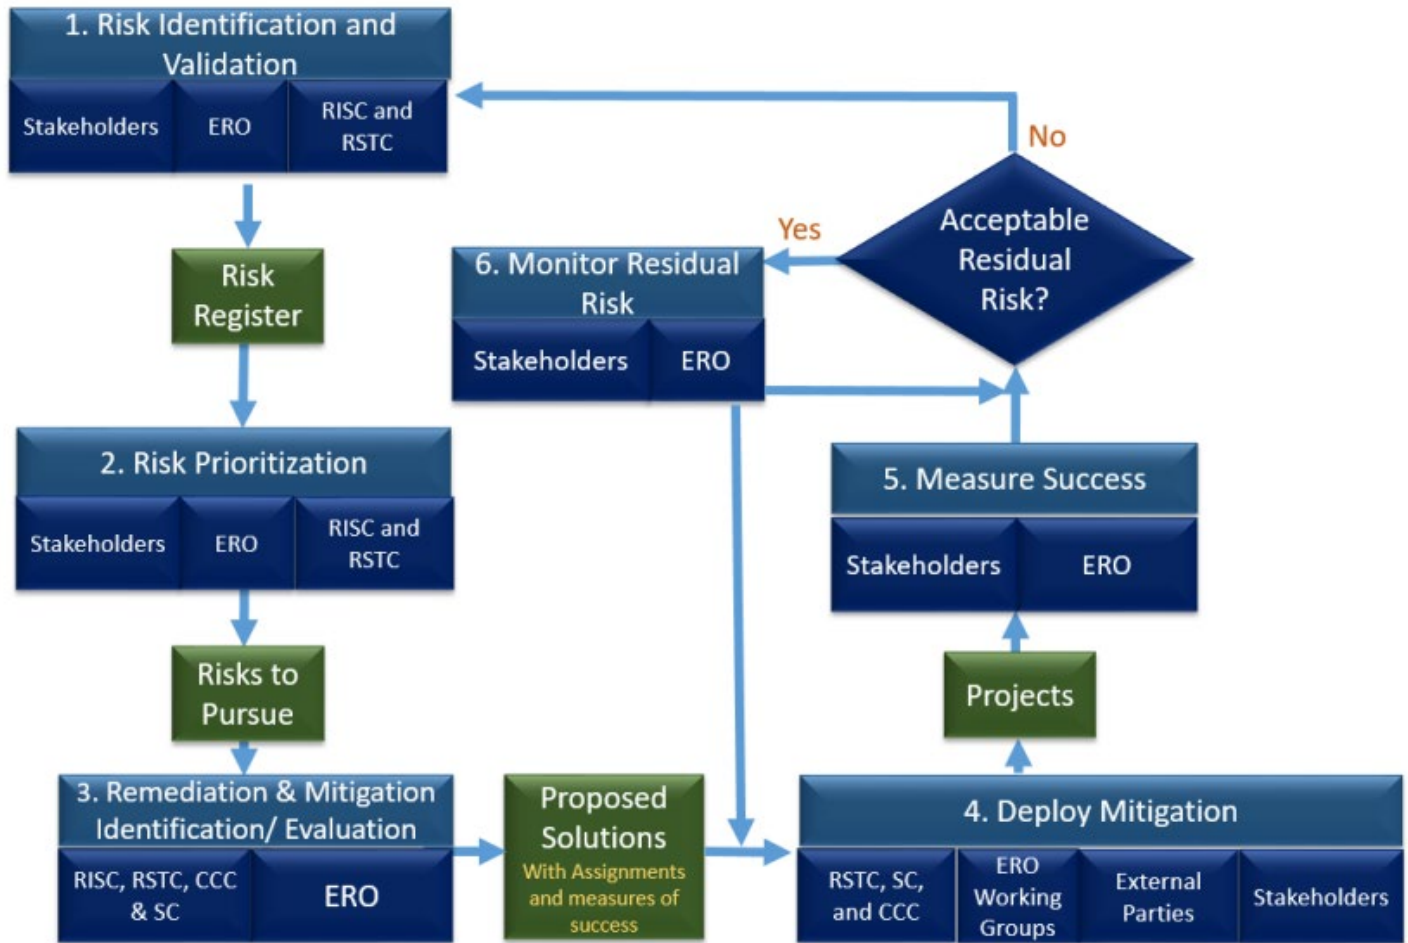 1. Risk Identification and
Validation
Stakeholders
ERO
RISC and
RSTC
Risk
Register
2. Risk Prioritization
Stakeholders
ERO
RISC and
RSTC
Risks to
Pursue
3. Remediation & Mitigation
Identification/ Evaluation
RISC, RSTC, CCC
& SC
ERO
Proposed
Solutions
With Assignments
and measures of
success
4. Deploy Mitigation
RSTC, SC,
and CCC
ERO
Working
Groups
External
Parties
Stakeholders
Projects
5. Measure Success
Stakeholders
ERO
Acceptable
Residual
Risk?
No
Yes
6. Monitor Residual
Risk
Stakeholders
ERO